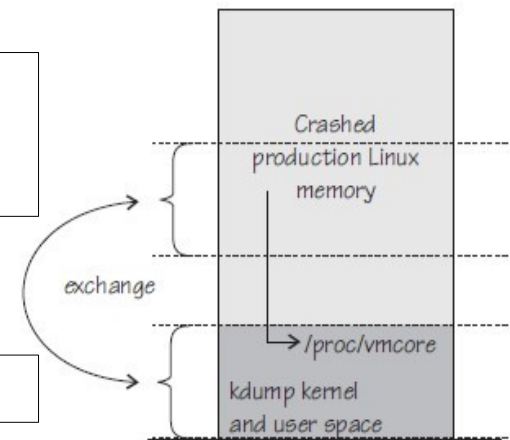 Crashed
production Linux
memory
exchange
/proc/vmcore
kdump kernel
and user space